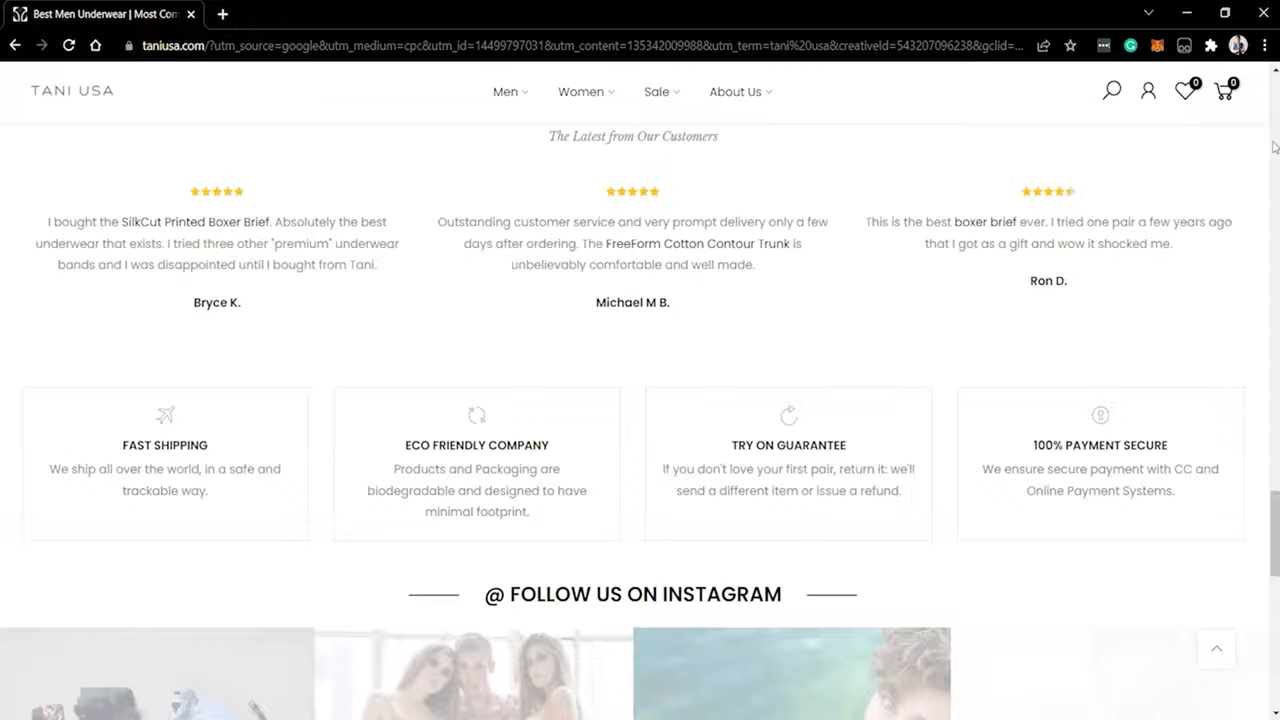 Best Men Underwear | Most Com
taniusa.com/?utm_source=google&utm_medium=cpc&utm_id=14499797031&utm_content=135342009988&utm_term=tani%20usa&creativeId=543207096238&gclid=...
TANI USA
Men
Women
Sale
About Us
0
0
The Latest from Our Customers
I bought the SilkCut Printed Boxer Brief. Absolutely the best
underwear that exists. I tried three other "premium" underwear
bands and I was disappointed until I bought from Tani.
Bryce K.
Outstanding customer service and very prompt delivery only a few
days after ordering. The FreeForm Cotton Contour Trunk is
unbelievably comfortable and well made.
Michael M B.
This is the best boxer brief ever. I tried one pair a few years ago
that I got as a gift and wow it shocked me.
Ron D.
FAST SHIPPING
We ship all over the world, in a safe and
trackable way.
ECO FRIENDLY COMPANY
Products and Packaging are
biodegradable and designed to have
minimal footprint.
TRY ON GUARANTEE
If you don't love your first pair, return it: we'll
send a different item or issue a refund.
100% PAYMENT SECURE
We ensure secure payment with CC and
Online Payment Systems.
@ FOLLOW US ON INSTAGRAM